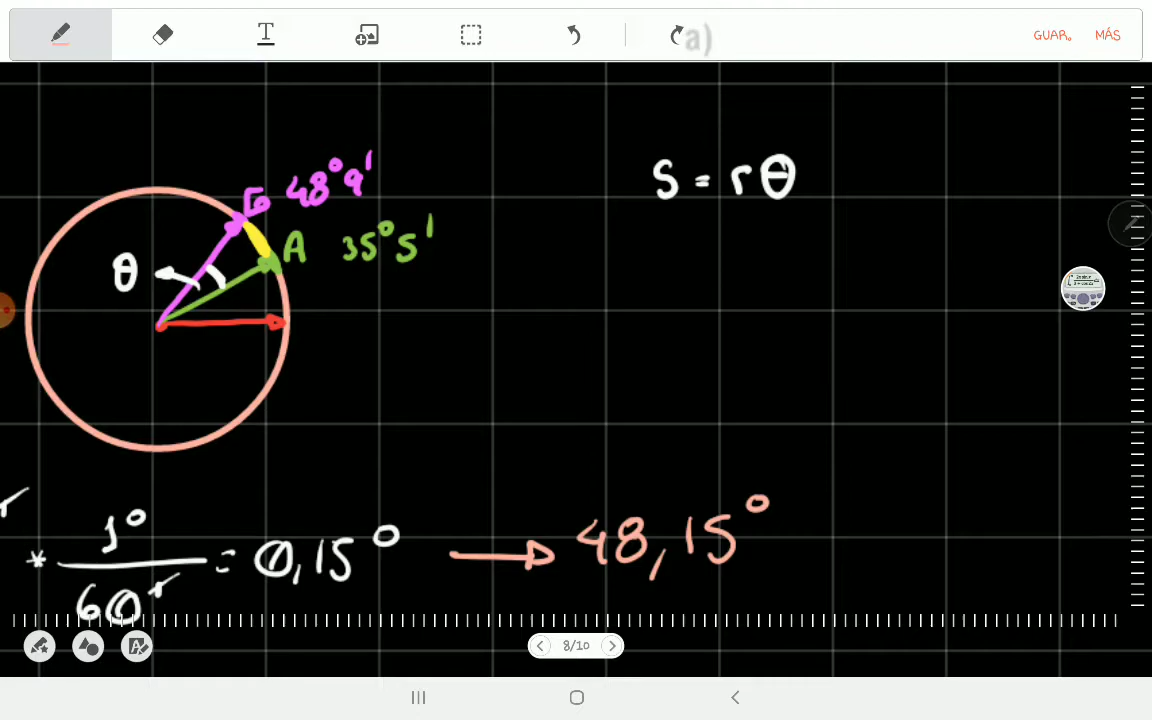 T
a)
GUAR.
MÁS
G 48°9'
A 35°5'
θ
S = rθ
* 1° / 60' = 0,15° → 48,15°
8/10